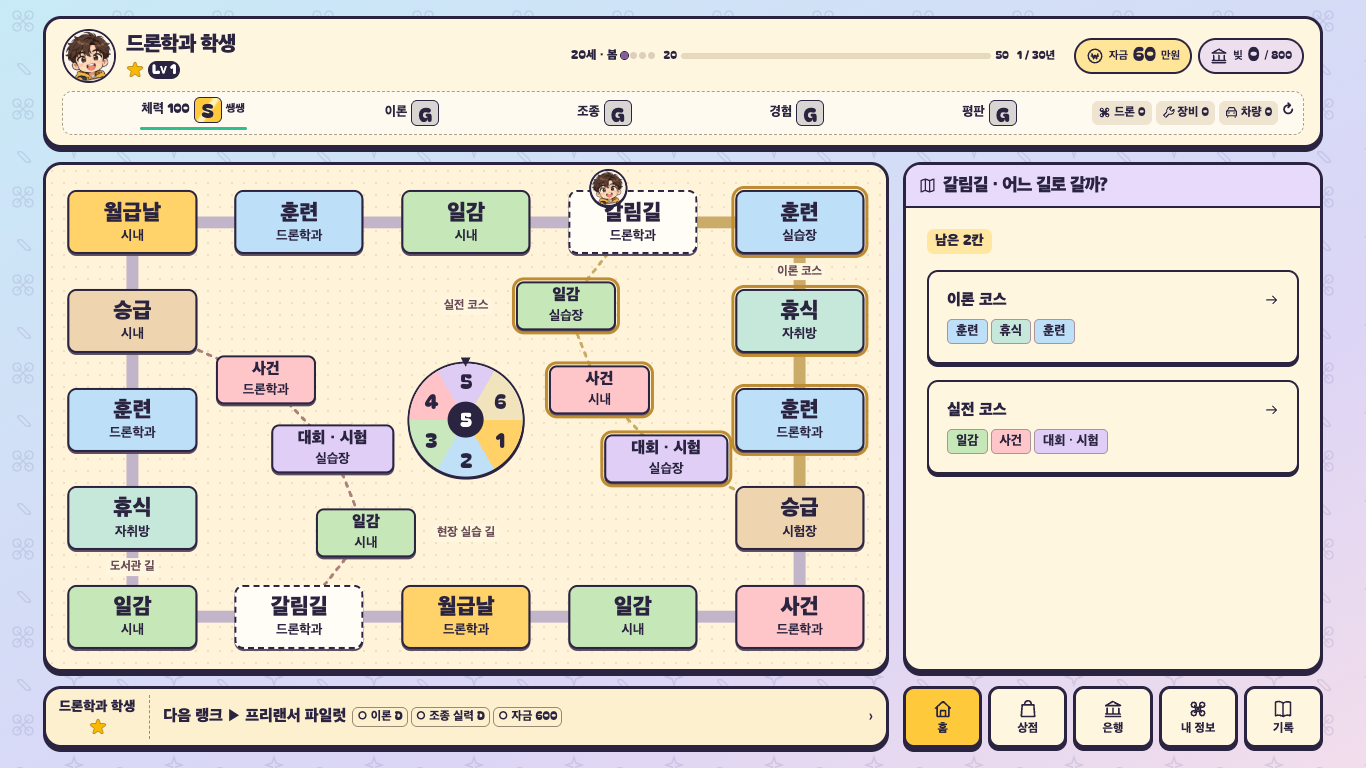 드론학과 학생
Lv 1
20세 · 봄 20 50 1 / 30년
자금 60 만원
빚 0 / 800
체력 100 S 쌩쌩
이론 G
조종 G
경험 G
평판 G
드론 0
장비 0
차량 0
월급날
시내
훈련
드론학과
일감
시내
갈림길
드론학과
훈련
실습장
이론 코스
승급
시내
사건
드론학과
실전 코스
일감
실습장
휴식
자취방
훈련
드론학과
대회 · 시험
실습장
5
6
1
2
3
4
5
사건
시내
대회 · 시험
실습장
훈련
드론학과
휴식
자취방
도서관 길
일감
시내
현장 실습 길
승급
시험장
일감
시내
갈림길
드론학과
월급날
드론학과
일감
시내
사건
드론학과
갈림길 · 어느 길로 갈까?
남은 2칸
이론 코스 →
훈련 휴식 훈련
실전 코스 →
일감 사건 대회 · 시험
드론학과 학생
다음 랭크 ▶ 프리랜서 파일럿 이론 D 조종 실력 D 자금 600 ›
홈
상점
은행
내 정보
기록